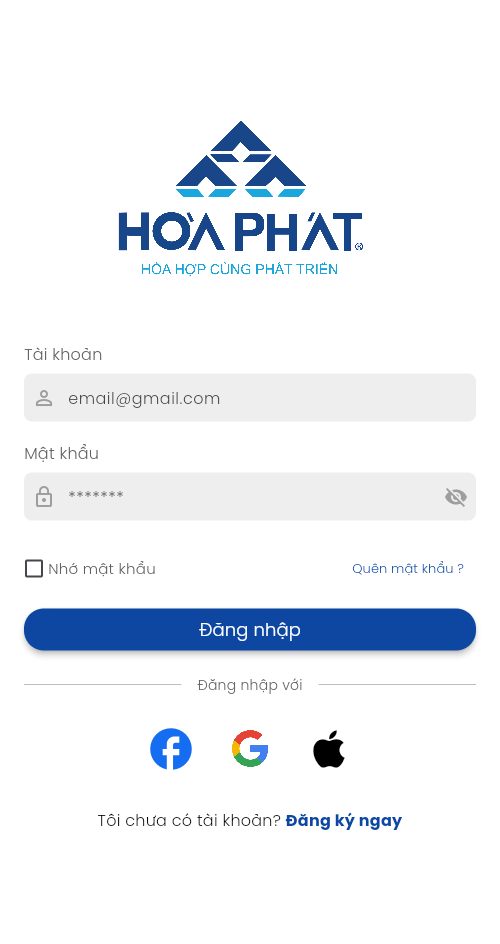 HÒA PHÁT®
HÒA HỢP CÙNG PHÁT TRIỂN
Tài khoản
email@gmail.com
Mật khẩu
*******
Nhớ mật khẩu
Quên mật khẩu ?
Đăng nhập
Đăng nhập với
Tôi chưa có tài khoản? Đăng ký ngay